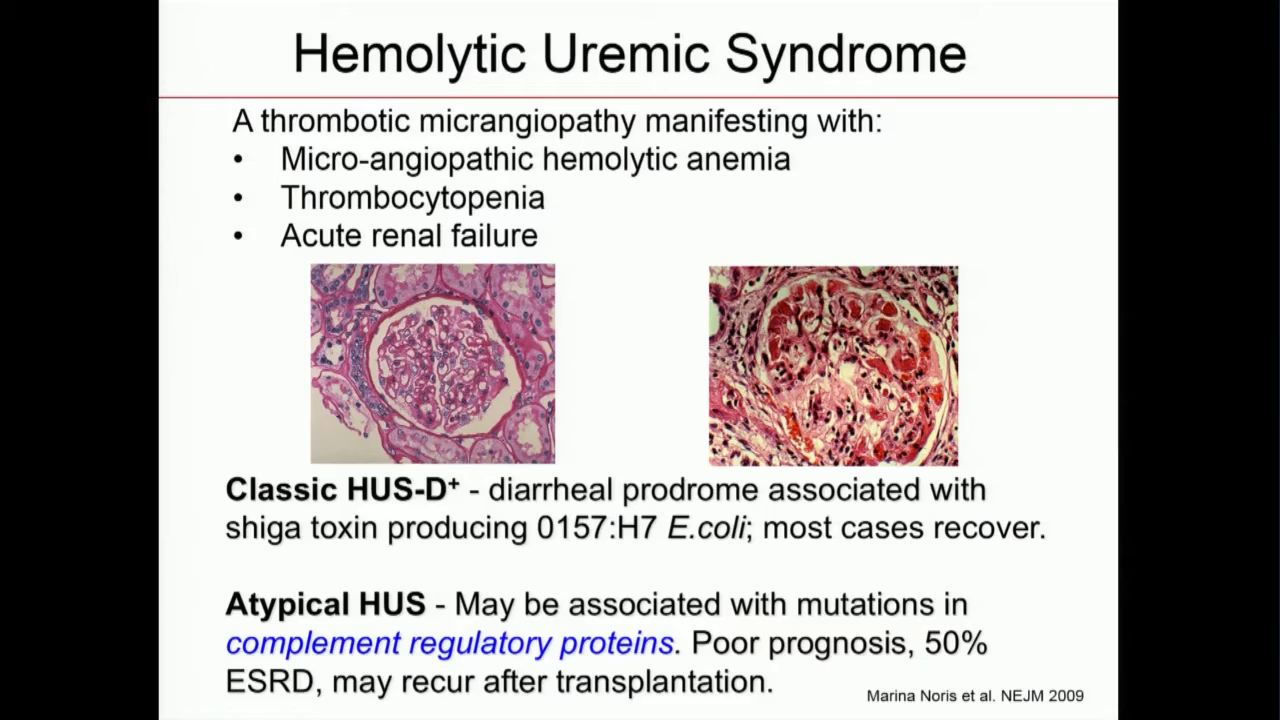 Hemolytic Uremic Syndrome
A thrombotic micrangiopathy manifesting with:
• Micro-angiopathic hemolytic anemia
• Thrombocytopenia
• Acute renal failure
Classic HUS-D⁺ - diarrheal prodrome associated with
shiga toxin producing 0157:H7 E.coli; most cases recover.
Atypical HUS - May be associated with mutations in
complement regulatory proteins. Poor prognosis, 50%
ESRD, may recur after transplantation.
Marina Noris et al. NEJM 2009